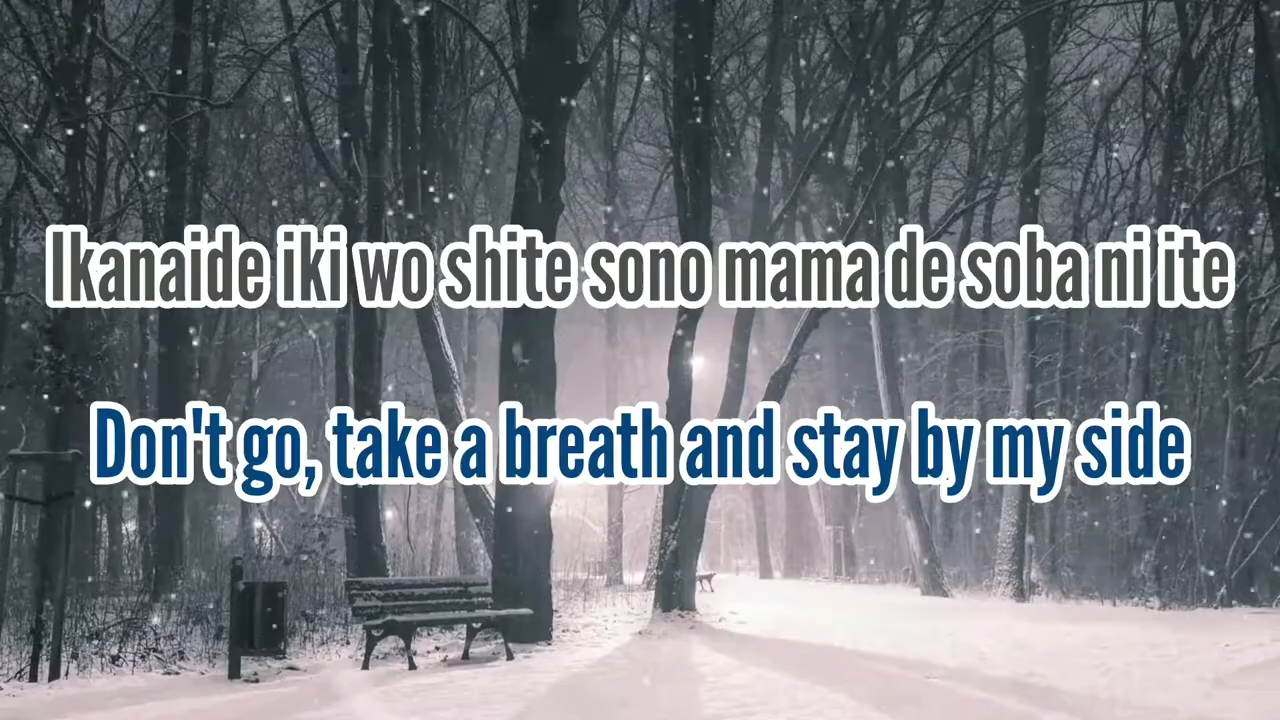 Ikanaide iki wo shite sono mama de soba ni ite
Don't go, take a breath and stay by my side